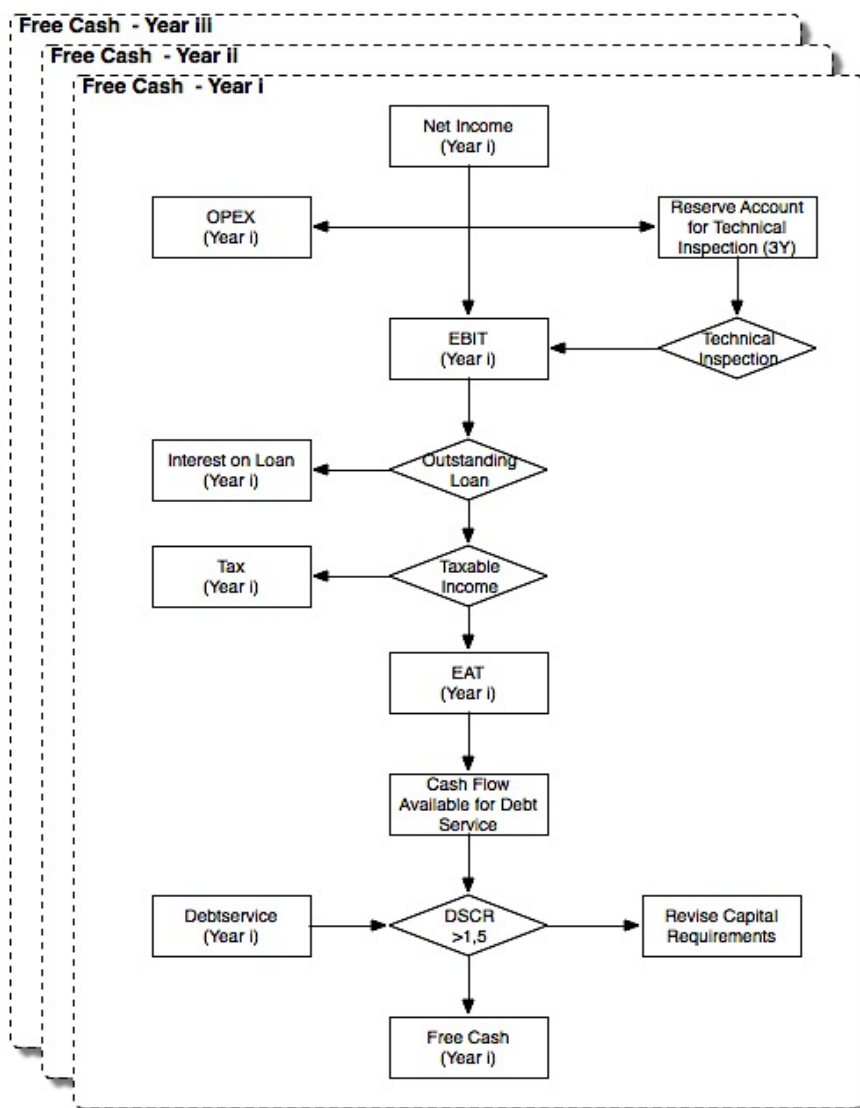 Free Cash - Year iii
Free Cash - Year ii
Free Cash - Year i
Net Income
(Year i)
OPEX
(Year i)
Reserve Account
for Technical
Inspection (3Y)
EBIT
(Year i)
Technical
Inspection
Interest on Loan
(Year i)
Outstanding
Loan
Tax
(Year i)
Taxable
Income
EAT
(Year i)
Cash Flow
Available for Debt
Service
Debtservice
(Year i)
DSCR
>1,5
Revise Capital
Requirements
Free Cash
(Year i)